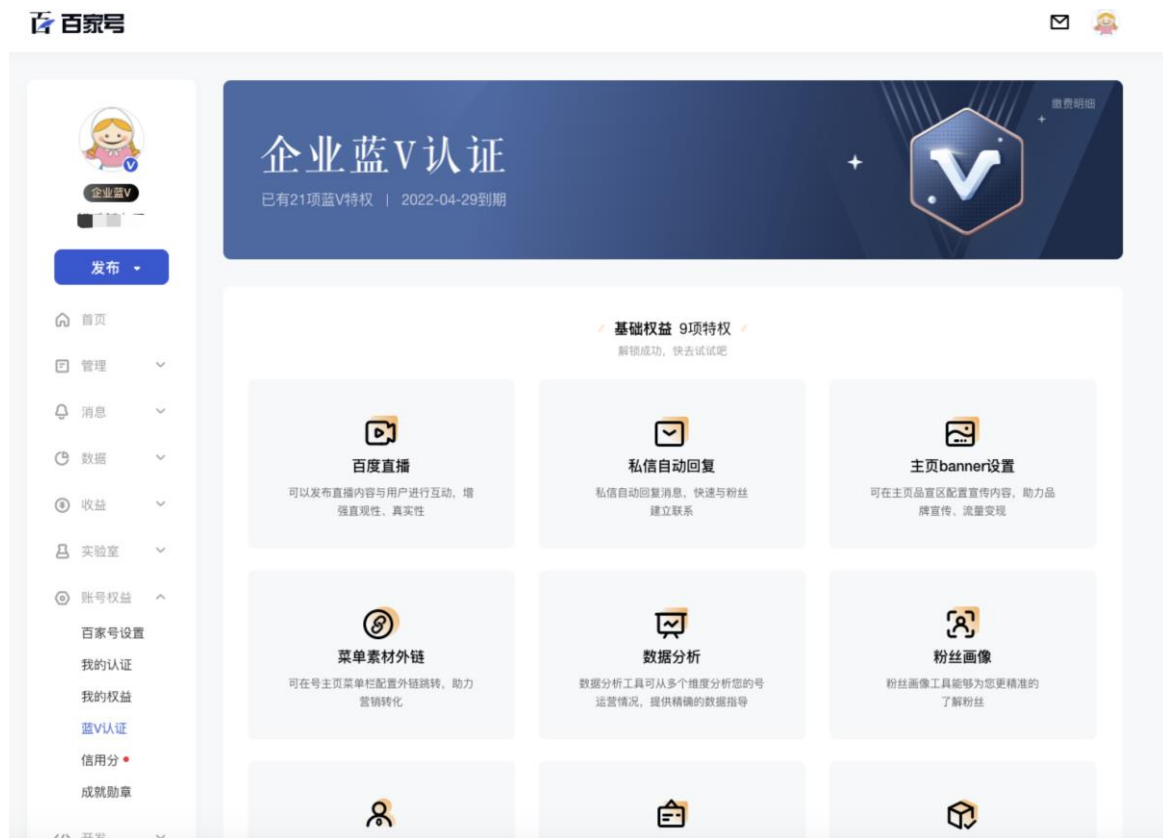 百家号
企业蓝V
发布
首页
管理
消息
数据
收益
实验室
账号权益
百家号设置
我的认证
我的权益
蓝V认证
信用分
成就勋章
开发
缴费明细
企业蓝V认证
已有21项蓝V特权 | 2022-04-29到期
基础权益 9项特权
解锁成功，快去试试吧
百度直播
可以发布直播内容与用户进行互动，增
强直观性、真实性
私信自动回复
私信自动回复消息，快速与粉丝
建立联系
主页banner设置
可在主页品宣区配置宣传内容，助力品
牌宣传、流量变现
菜单素材外链
可在号主页菜单栏配置外链跳转，助力
营销转化
数据分析
数据分析工具可从多个维度分析您的号
运营情况，提供精确的数据指导
粉丝画像
粉丝画像工具能够为您更精准的
了解粉丝